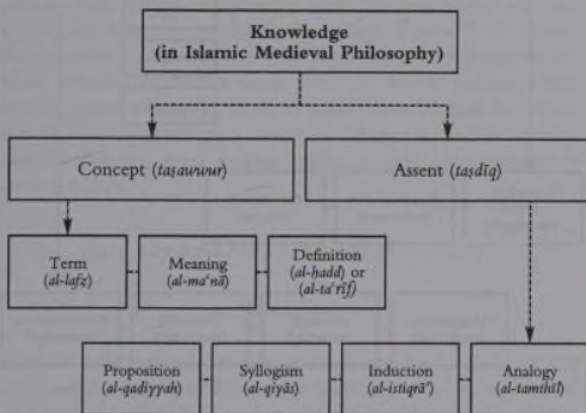 Knowledge
(in Islamic Medieval Philosophy)
Concept (taṣawwur)
Assent (taṣdīq)
Term
(al-lafẓ)
Meaning
(al-maʿnā)
Definition
(al-ḥadd) or
(al-taʿrīf)
Proposition
(al-qaḍiyyah)
Syllogism
(al-qiyās)
Induction
(al-istiqrāʾ)
Analogy
(al-tamthīl)